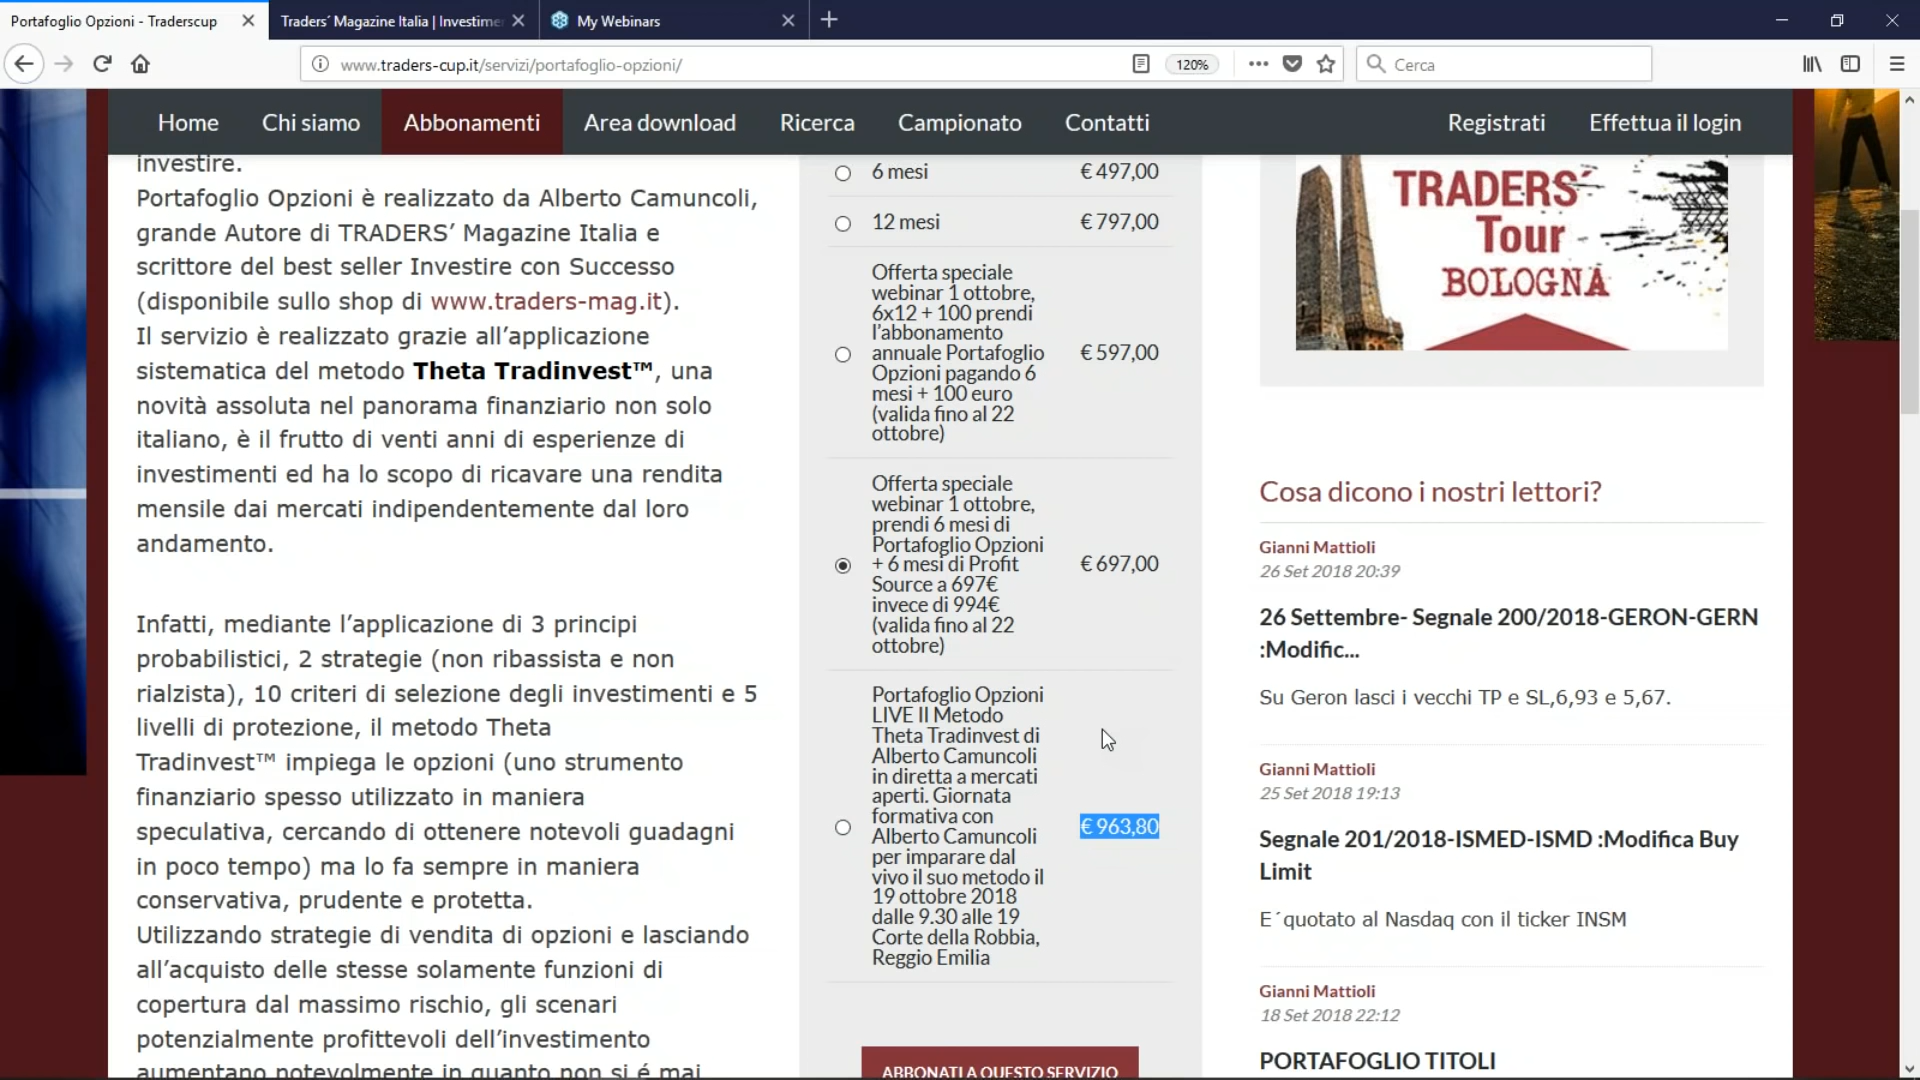 Portafoglio Opzioni - Traderscup
Traders´ Magazine Italia | Investime
My Webinars
www.traders-cup.it/servizi/portafoglio-opzioni/
120%
Cerca
Home
Chi siamo
Abbonamenti
Area download
Ricerca
Campionato
Contatti
Registrati
Effettua il login
investire.
Portafoglio Opzioni è realizzato da Alberto Camuncoli,
grande Autore di TRADERS’ Magazine Italia e
scrittore del best seller Investire con Successo
(disponibile sullo shop di www.traders-mag.it).
Il servizio è realizzato grazie all’applicazione
sistematica del metodo Theta Tradinvest™, una
novità assoluta nel panorama finanziario non solo
italiano, è il frutto di venti anni di esperienze di
investimenti ed ha lo scopo di ricavare una rendita
mensile dai mercati indipendentemente dal loro
andamento.
Infatti, mediante l’applicazione di 3 principi
probabilistici, 2 strategie (non ribassista e non
rialzista), 10 criteri di selezione degli investimenti e 5
livelli di protezione, il metodo Theta
Tradinvest™ impiega le opzioni (uno strumento
finanziario spesso utilizzato in maniera
speculativa, cercando di ottenere notevoli guadagni
in poco tempo) ma lo fa sempre in maniera
conservativa, prudente e protetta.
Utilizzando strategie di vendita di opzioni e lasciando
all’acquisto delle stesse solamente funzioni di
copertura dal massimo rischio, gli scenari
potenzialmente profittevoli dell’investimento
aumentano notevolmente in quanto non si é mai
6 mesi € 497,00
12 mesi € 797,00
Offerta speciale
webinar 1 ottobre,
6x12 + 100 prendi
l’abbonamento
annuale Portafoglio € 597,00
Opzioni pagando 6
mesi + 100 euro
(valida fino al 22
ottobre)
Offerta speciale
webinar 1 ottobre,
prendi 6 mesi di
Portafoglio Opzioni
+ 6 mesi di Profit € 697,00
Source a 697€
invece di 994€
(valida fino al 22
ottobre)
Portafoglio Opzioni
LIVE Il Metodo
Theta Tradinvest di
Alberto Camuncoli
in diretta a mercati
aperti. Giornata
formativa con
Alberto Camuncoli € 963,80
per imparare dal
vivo il suo metodo il
19 ottobre 2018
dalle 9.30 alle 19
Corte della Robbia,
Reggio Emilia
ABBONATI A QUESTO SERVIZIO
TRADERS´
Tour
BOLOGNA
Cosa dicono i nostri lettori?
Gianni Mattioli
26 Set 2018 20:39
26 Settembre- Segnale 200/2018-GERON-GERN
:Modific...
Su Geron lasci i vecchi TP e SL,6,93 e 5,67.
Gianni Mattioli
25 Set 2018 19:13
Segnale 201/2018-ISMED-ISMD :Modifica Buy
Limit
E´quotato al Nasdaq con il ticker INSM
Gianni Mattioli
18 Set 2018 22:12
PORTAFOGLIO TITOLI